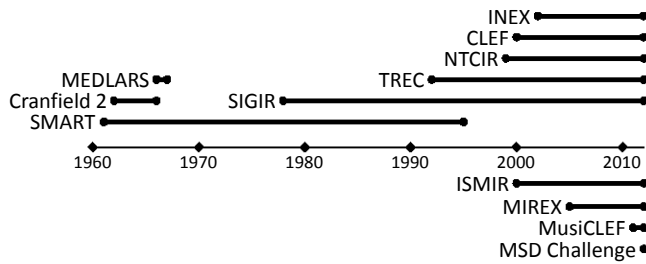 INEX
CLEF
NTCIR
MEDLARS TREC
Cranfield 2 SIGIR
SMART
1960 1970 1980 1990 2000 2010
ISMIR
MIREX
MusiCLEF
MSD Challenge